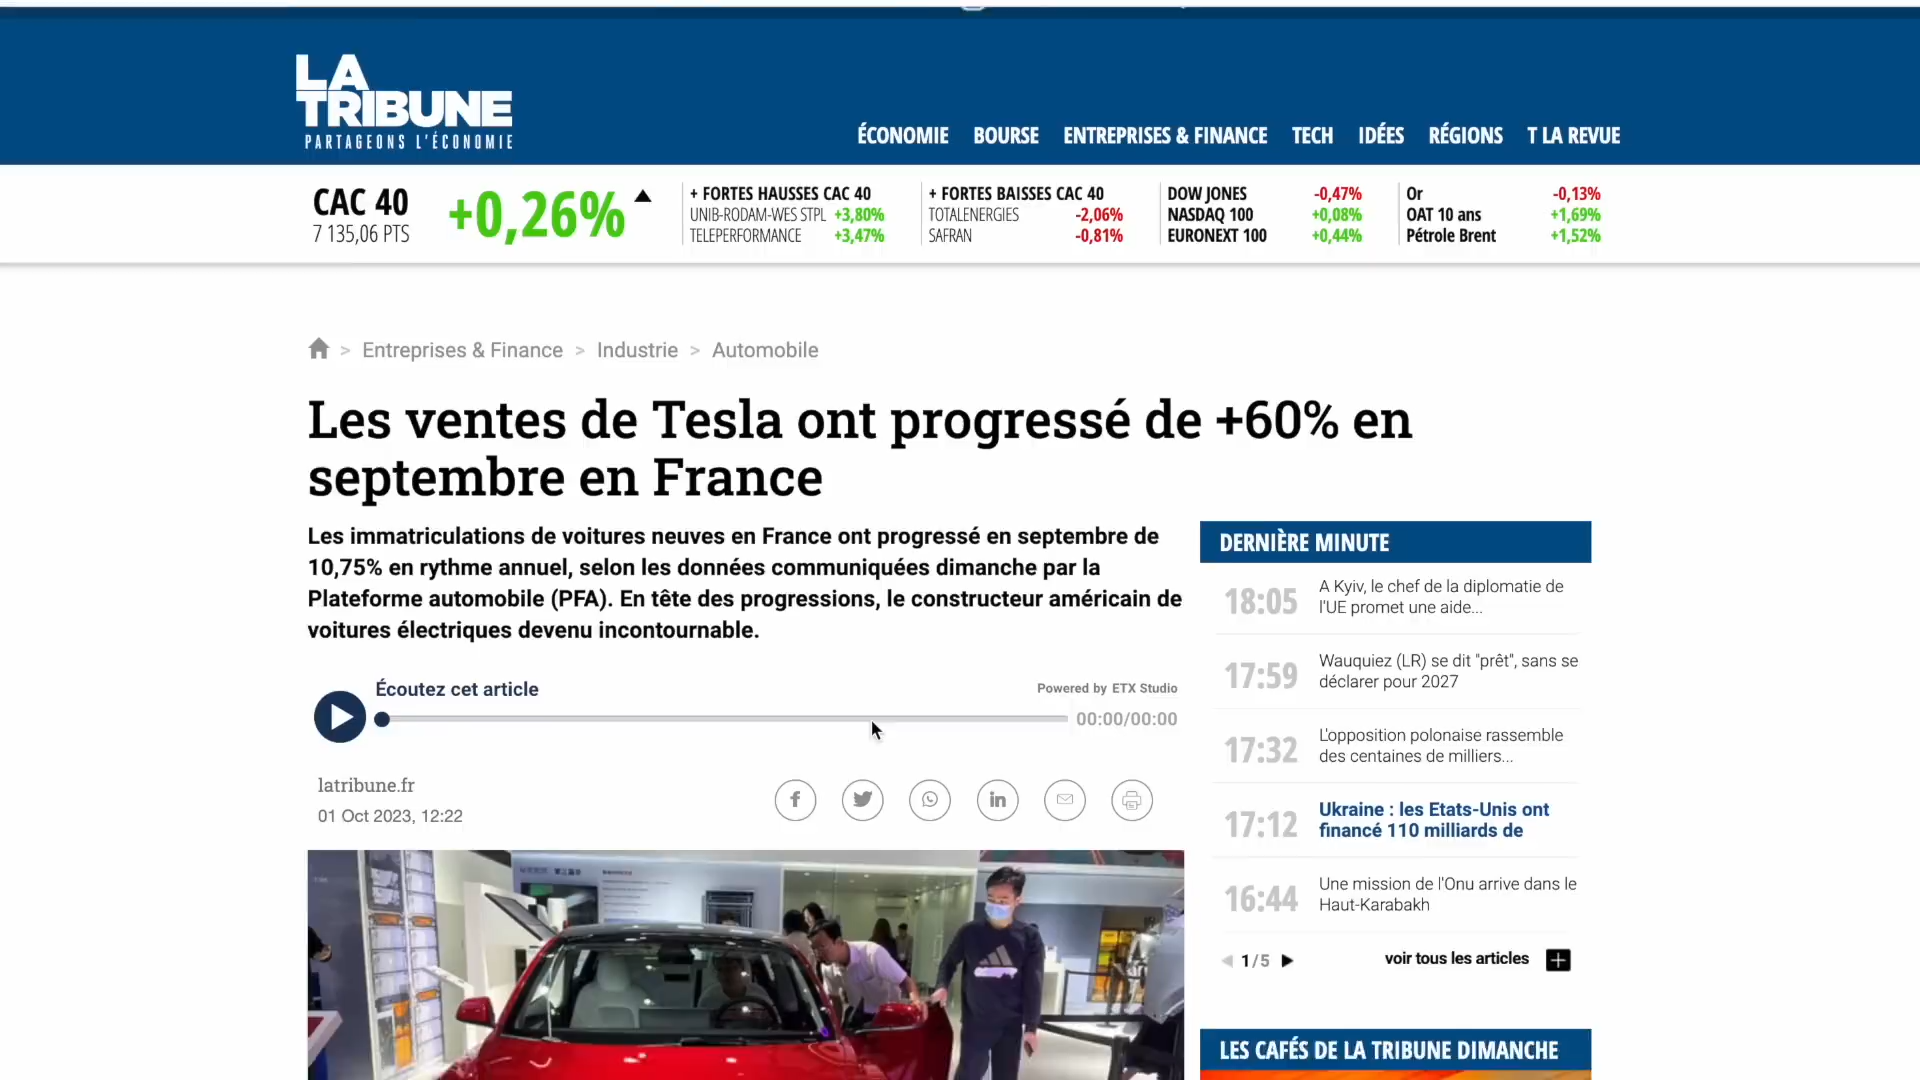 LA
TRIBUNE
PARTAGEONS L'ÉCONOMIE
ÉCONOMIE BOURSE ENTREPRISES & FINANCE TECH IDÉES RÉGIONS T LA REVUE
CAC 40
7 135,06 PTS
+0,26%
+ FORTES HAUSSES CAC 40
UNIB-RODAM-WES STPL +3,80%
TELEPERFORMANCE +3,47%
+ FORTES BAISSES CAC 40
TOTALENERGIES -2,06%
SAFRAN -0,81%
DOW JONES -0,47%
NASDAQ 100 +0,08%
EURONEXT 100 +0,44%
Or -0,13%
OAT 10 ans +1,69%
Pétrole Brent +1,52%
> Entreprises & Finance > Industrie > Automobile
Les ventes de Tesla ont progressé de +60% en
septembre en France
Les immatriculations de voitures neuves en France ont progressé en septembre de
10,75% en rythme annuel, selon les données communiquées dimanche par la
Plateforme automobile (PFA). En tête des progressions, le constructeur américain de
voitures électriques devenu incontournable.
Écoutez cet article
Powered by ETX Studio
00:00/00:00
latribune.fr
01 Oct 2023, 12:22
DERNIÈRE MINUTE
18:05
A Kyiv, le chef de la diplomatie de
l'UE promet une aide...
17:59
Wauquiez (LR) se dit "prêt", sans se
déclarer pour 2027
17:32
L'opposition polonaise rassemble
des centaines de milliers...
17:12
Ukraine : les Etats-Unis ont
financé 110 milliards de
16:44
Une mission de l'Onu arrive dans le
Haut-Karabakh
1/5
voir tous les articles
LES CAFÉS DE LA TRIBUNE DIMANCHE